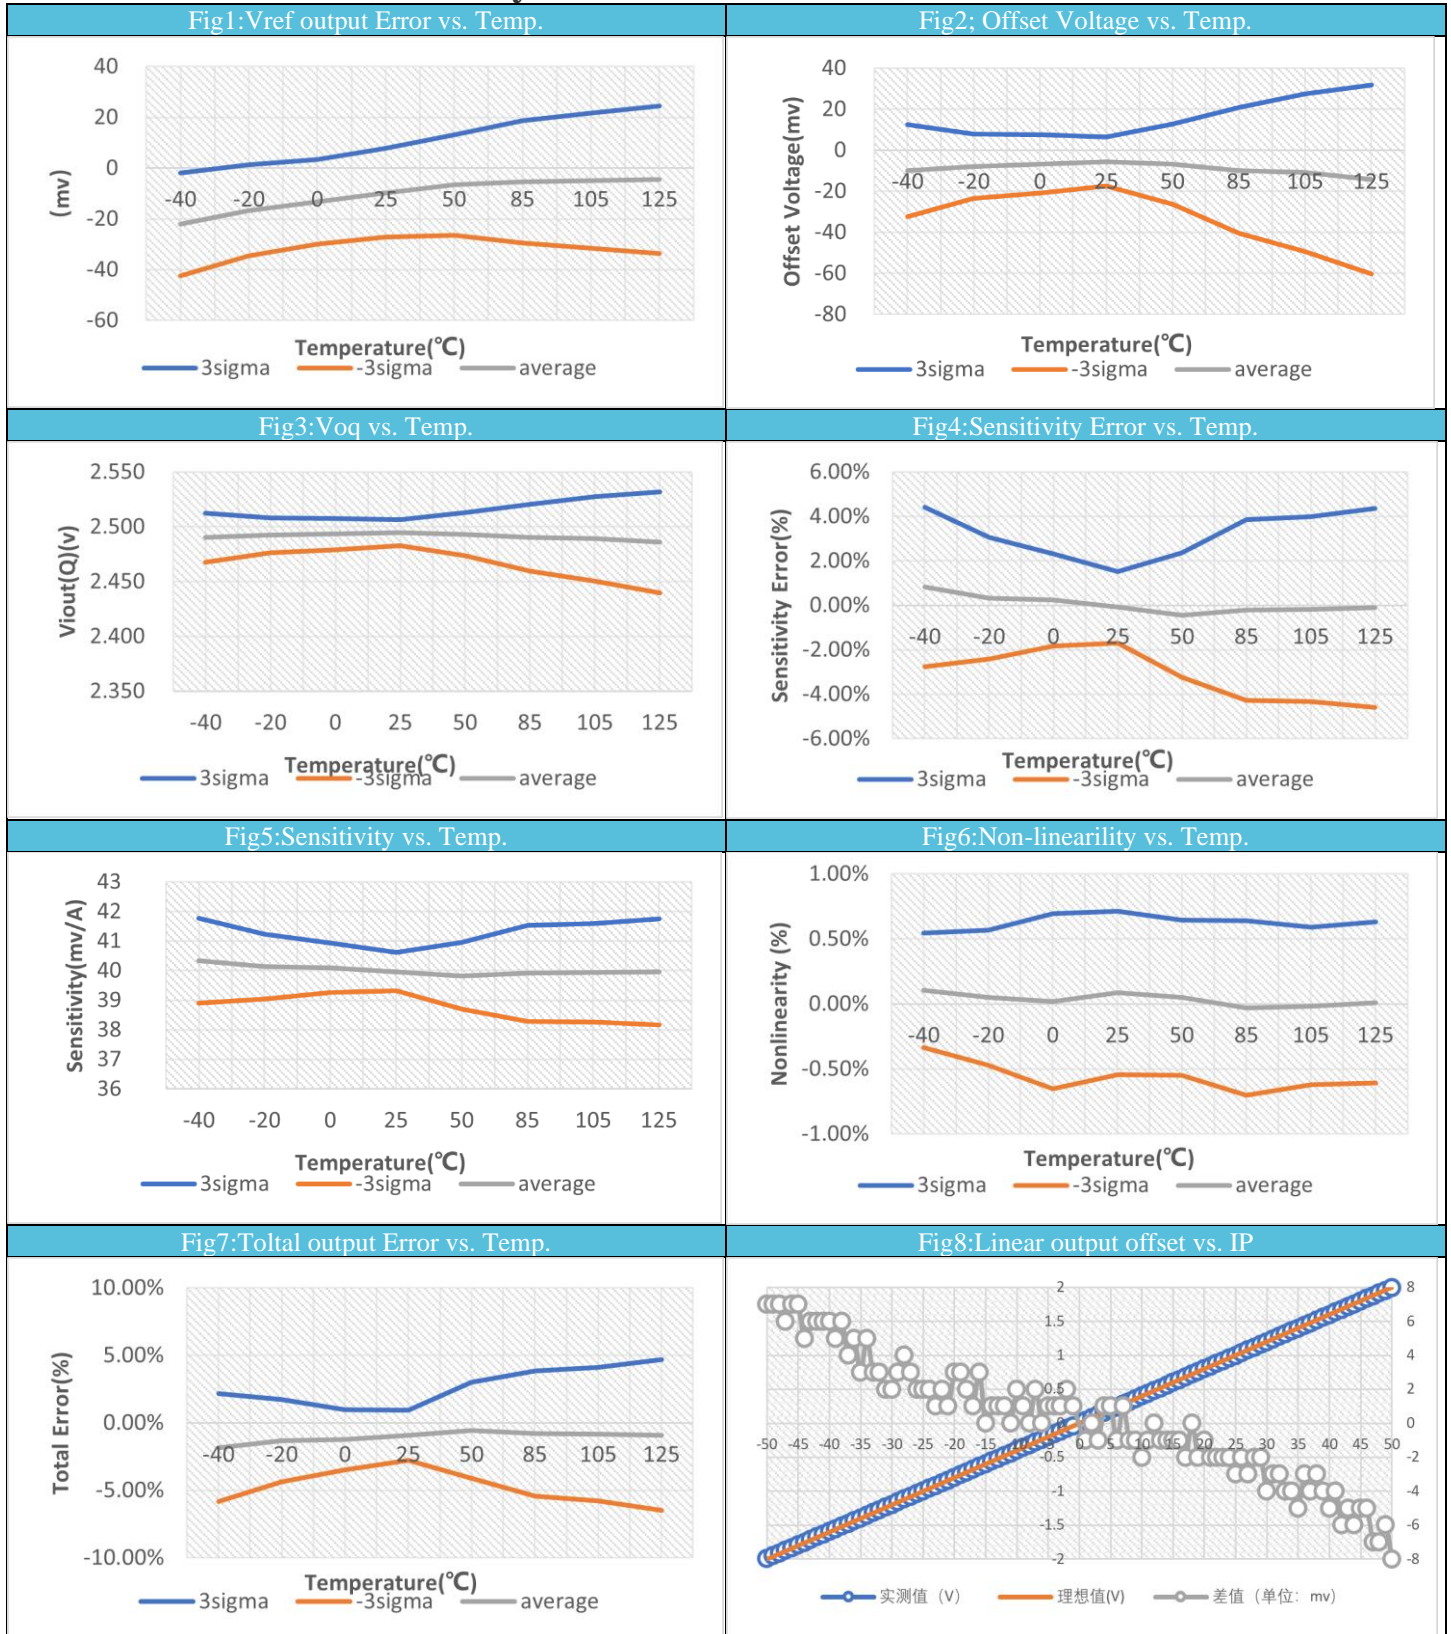 Fig1:Vref output Error vs. Temp.
40
20
0
-20
-40
-60
(mv)
-40 -20 0 25 50 85 105 125
Temperature(℃)
3sigma -3sigma average
Fig2; Offset Voltage vs. Temp.
40
20
0
-20
-40
-60
-80
Offset Voltage(mv)
-40 -20 0 25 50 85 105 125
Temperature(℃)
3sigma -3sigma average
Fig3:Voq vs. Temp.
2.550
2.500
2.450
2.400
2.350
Viout(Q)(v)
-40 -20 0 25 50 85 105 125
Temperature(℃)
3sigma -3sigma average
Fig4:Sensitivity Error vs. Temp.
6.00%
4.00%
2.00%
0.00%
-2.00%
-4.00%
-6.00%
Sensitivity Error(%)
-40 -20 0 25 50 85 105 125
Temperature(℃)
3sigma -3sigma average
Fig5:Sensitivity vs. Temp.
43
42
41
40
39
38
37
36
Sensitivity(mv/A)
-40 -20 0 25 50 85 105 125
Temperature(℃)
3sigma -3sigma average
Fig6:Non-linearility vs. Temp.
1.00%
0.50%
0.00%
-0.50%
-1.00%
Nonlinearity (%)
-40 -20 0 25 50 85 105 125
Temperature(℃)
3sigma -3sigma average
Fig7:Toltal output Error vs. Temp.
10.00%
5.00%
0.00%
-5.00%
-10.00%
Total Error(%)
-40 -20 0 25 50 85 105 125
Temperature(℃)
3sigma -3sigma average
Fig8:Linear output offset vs. IP
2
1.5
1
0.5
0
-0.5
-1
-1.5
-2
8
6
4
2
0
-2
-4
-6
-8
-50 -45 -40 -35 -30 -25 -20 -15 -10 -5 0 5 10 15 20 25 30 35 40 45 50
实测值（V） 理想值(V) 差值（单位：mv）